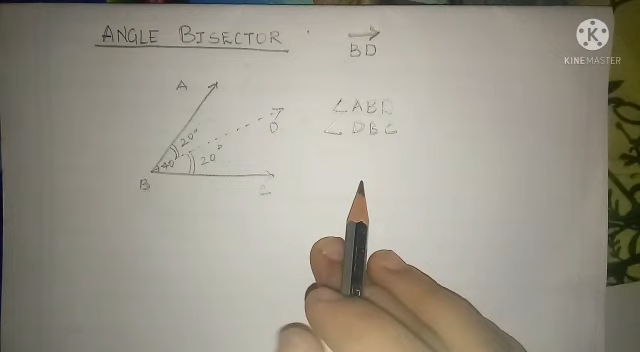 ANGLE BISECTOR
BD
A
∠ABD
∠DBC
D
20°
40°
20°
B
C
K
KINEMASTER